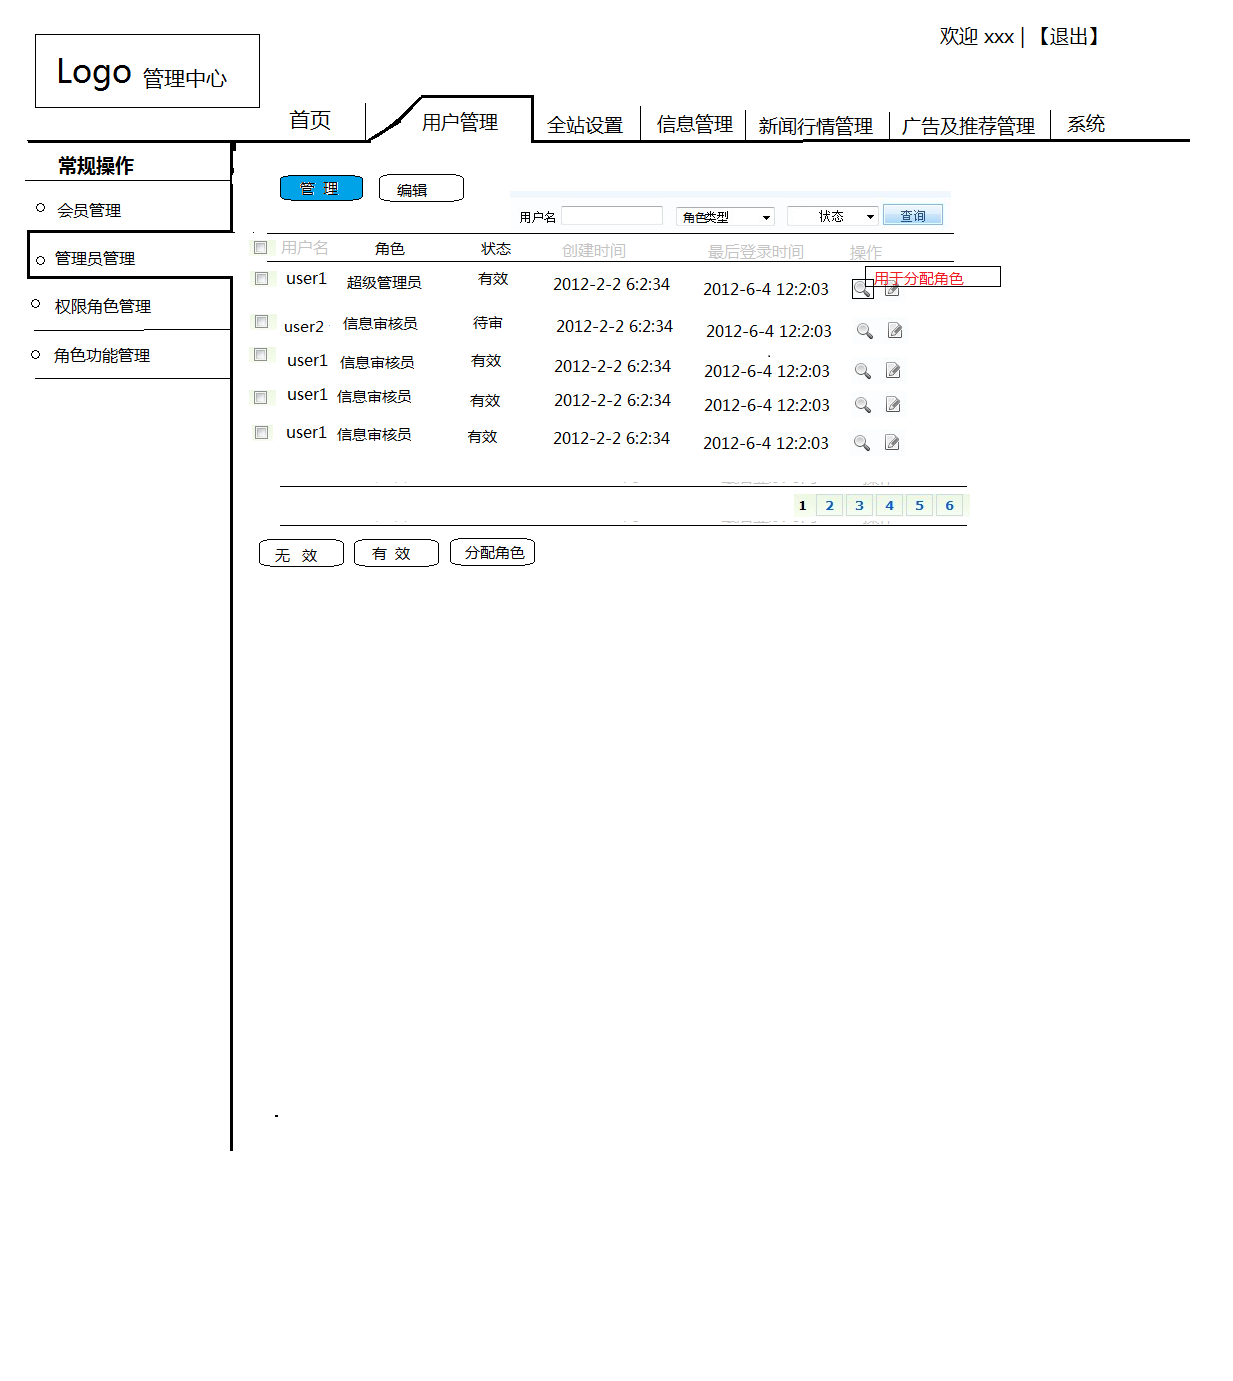 欢迎 xxx | 【退出】
Logo 管理中心
首页 用户管理 全站设置 信息管理 新闻行情管理 广告及推荐管理 系统
常规操作
会员管理
管理员管理
权限角色管理
角色功能管理
管 理 编辑
用户名 角色类型 状态 查询
用户名 角色 状态 创建时间 最后登录时间 操作
user1 超级管理员 有效 2012-2-2 6:2:34 2012-6-4 12:2:03 用于分配角色
user2 信息审核员 待审 2012-2-2 6:2:34 2012-6-4 12:2:03
user1 信息审核员 有效 2012-2-2 6:2:34 2012-6-4 12:2:03
user1 信息审核员 有效 2012-2-2 6:2:34 2012-6-4 12:2:03
user1 信息审核员 有效 2012-2-2 6:2:34 2012-6-4 12:2:03
1 2 3 4 5 6
无 效 有 效 分配角色